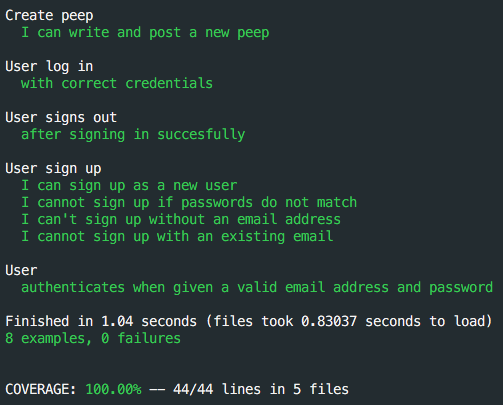 Create peep
I can write and post a new peep
User log in
with correct credentials
User signs out
after signing in succesfully
User sign up
I can sign up as a new user
I cannot sign up if passwords do not match
I can't sign up without an email address
I cannot sign up with an existing email
User
authenticates when given a valid email address and password
Finished in 1.04 seconds (files took 0.83037 seconds to load)
8 examples, 0 failures
COVERAGE: 100.00% -- 44/44 lines in 5 files